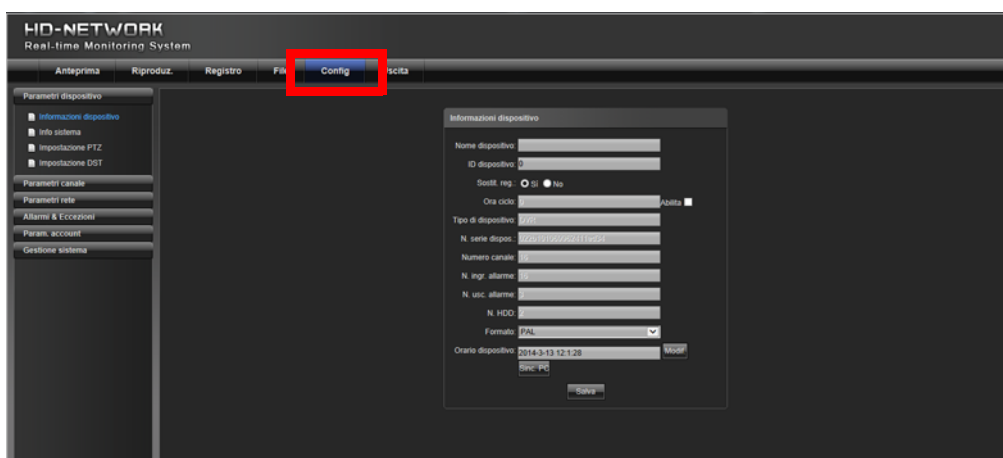 HD-NETWORK
Real-time Monitoring System
Anteprima Riproduz. Registro File Config Uscita
Parametri dispositivo
Informazioni dispositivo
Info sistema
Impostazione PTZ
Impostazione DST
Parametri canale
Parametri rete
Allarmi & Eccezioni
Param. account
Gestione sistema
Informazioni dispositivo
Nome dispositivo:
ID dispositivo: 0
Sostit. reg.: Sì No
Ora ciclo: 0 Abilita
Tipo di dispositivo:
N. serie dispos.:
Numero canale: 16
N. ingr. allarme: 16
N. usc. allarme:
N. HDD: 2
Formato: PAL
Orario dispositivo: 2014-3-13 12:1:28 Modif
Sinc. PC
Salva